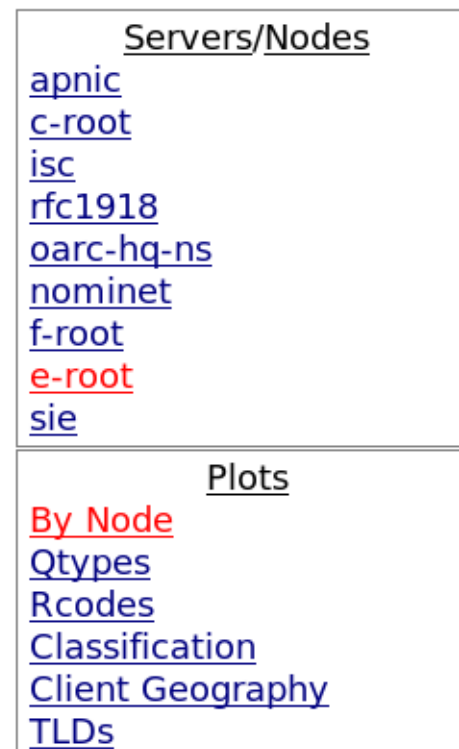 Servers/Nodes
apnic
c-root
isc
rfc1918
oarc-hq-ns
nominet
f-root
e-root
sie
Plots
By Node
Qtypes
Rcodes
Classification
Client Geography
TLDs